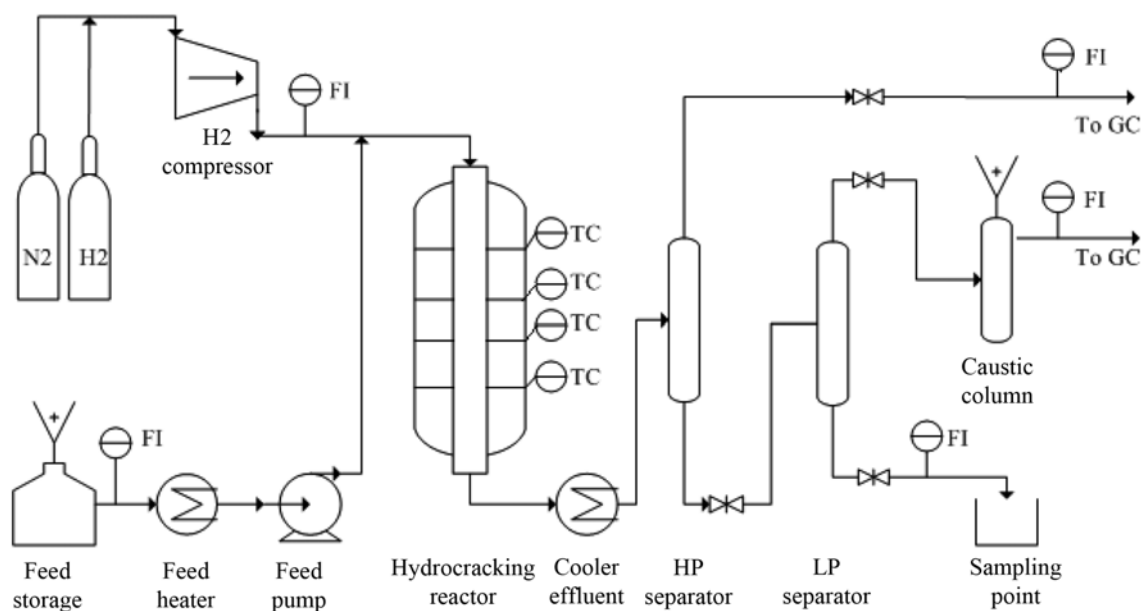 FI
H2
compressor
N2
H2
FI
To GC
FI
To GC
TC
TC
TC
TC
Caustic
column
FI
FI
+
+
Feed
storage
Feed
heater
Feed
pump
Hydrocracking
reactor
Cooler
effluent
HP
separator
LP
separator
Sampling
point